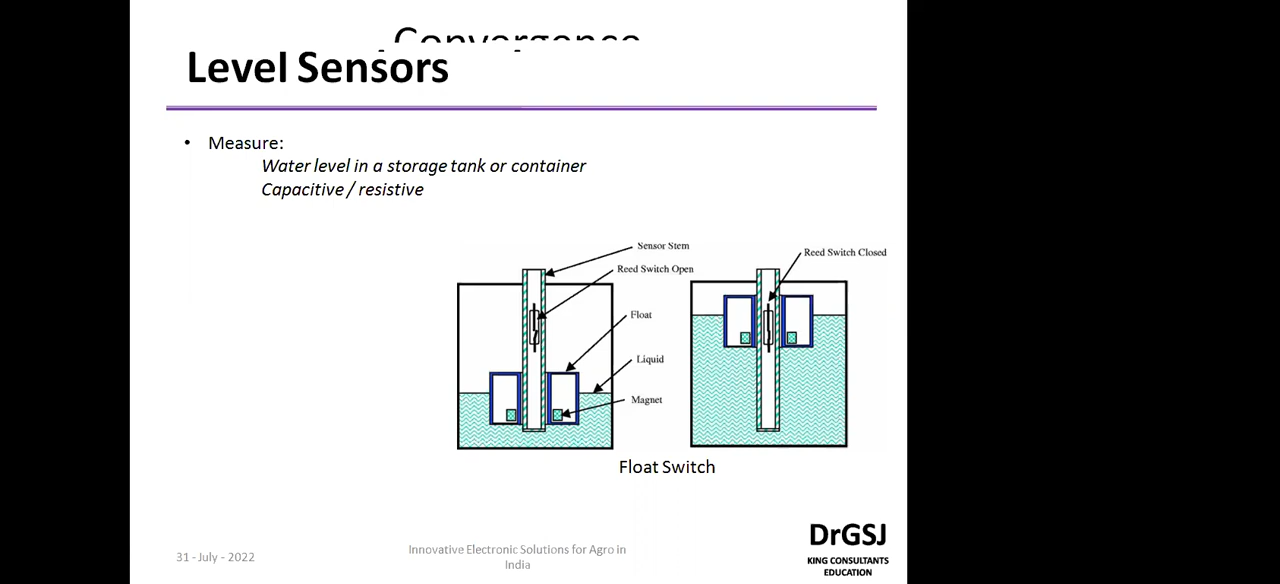 Convergence
Level Sensors
• Measure:
Water level in a storage tank or container
Capacitive / resistive
Sensor Stem
Reed Switch Open
Float
Liquid
Magnet
Reed Switch Closed
Float Switch
31 - July - 2022
Innovative Electronic Solutions for Agro in
India
DrGSJ
KING CONSULTANTS
EDUCATION